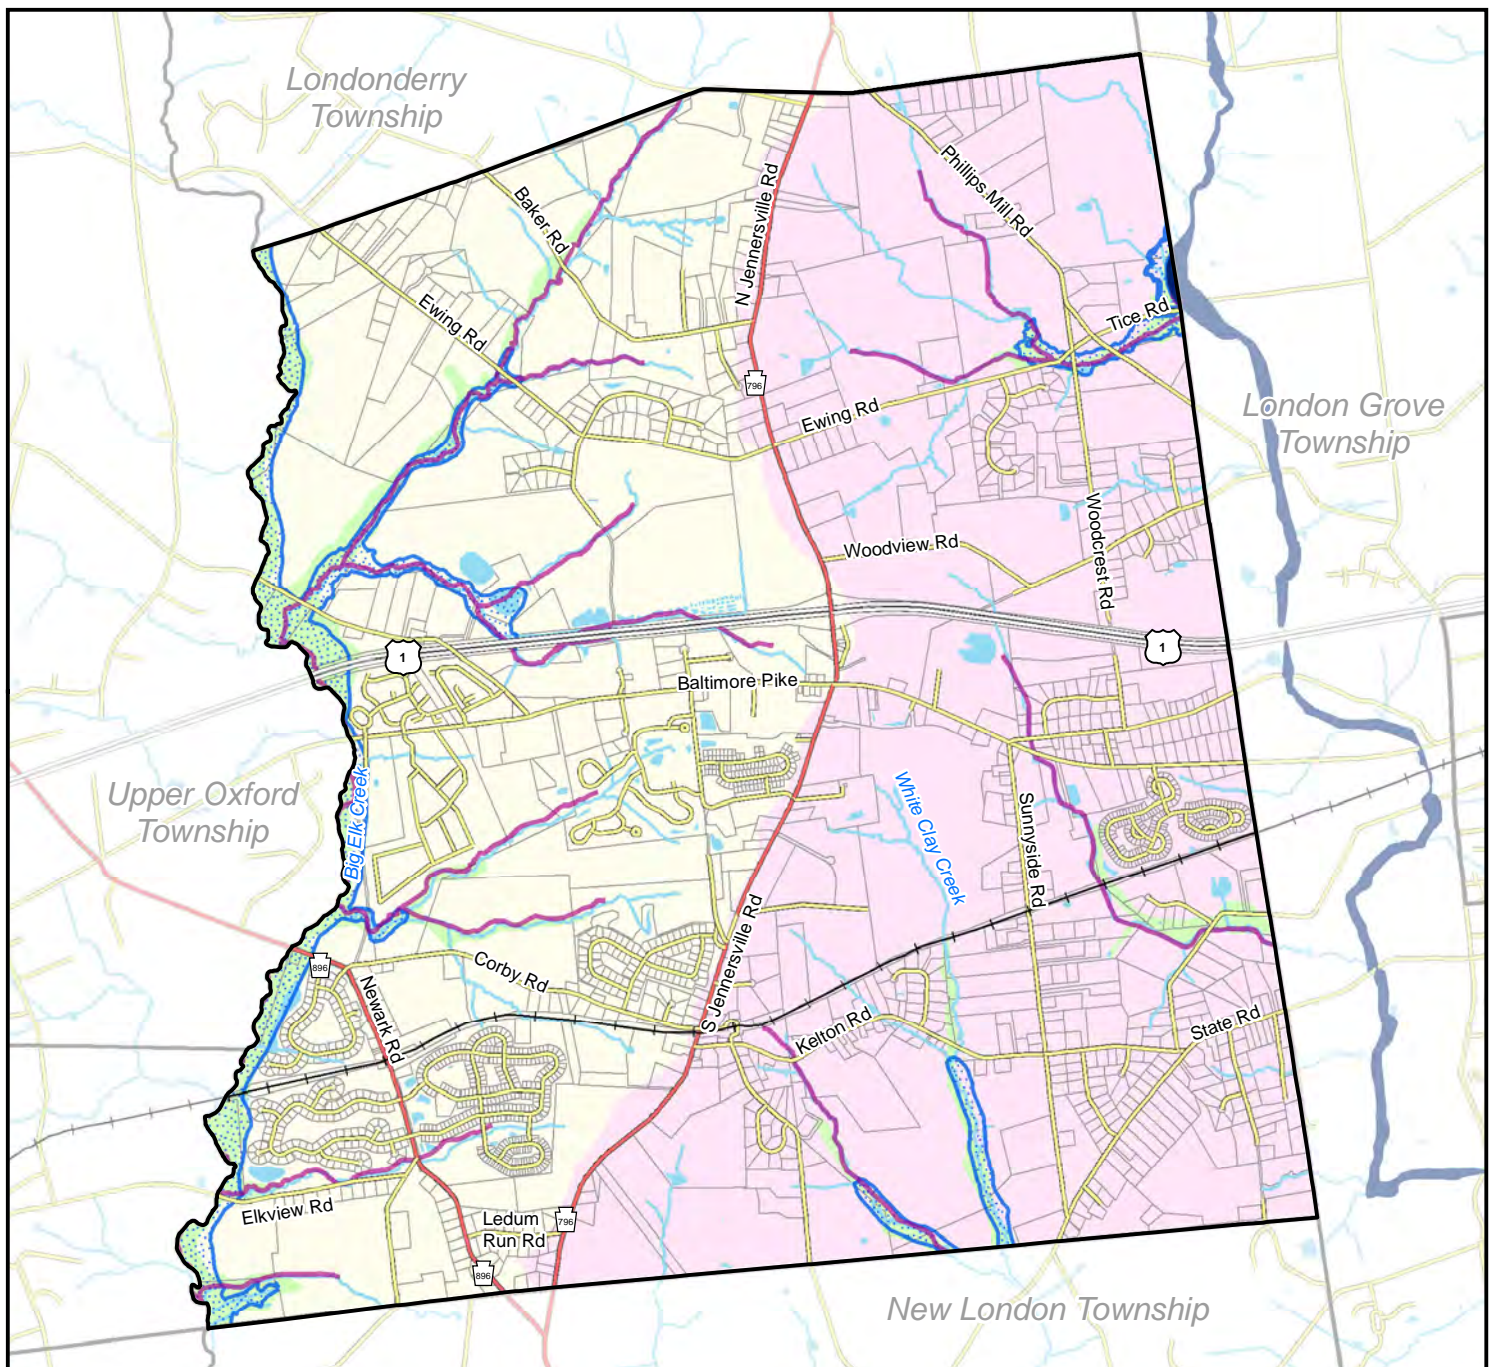 Londonderry
Township
Phillips Mill Rd
Baker Rd
N Jennersville Rd
Ewing Rd
Tice Rd
796
Ewing Rd
London Grove
Township
Woodcrest Rd
Woodview Rd
1
1
Baltimore Pike
Upper Oxford
Township
Big Elk Creek
White Clay Creek
Sunnyside Rd
S Jennersville Rd
896
Corby Rd
Newark Rd
Kelton Rd
State Rd
Elkview Rd
Ledum
Run Rd
796
896
New London Township